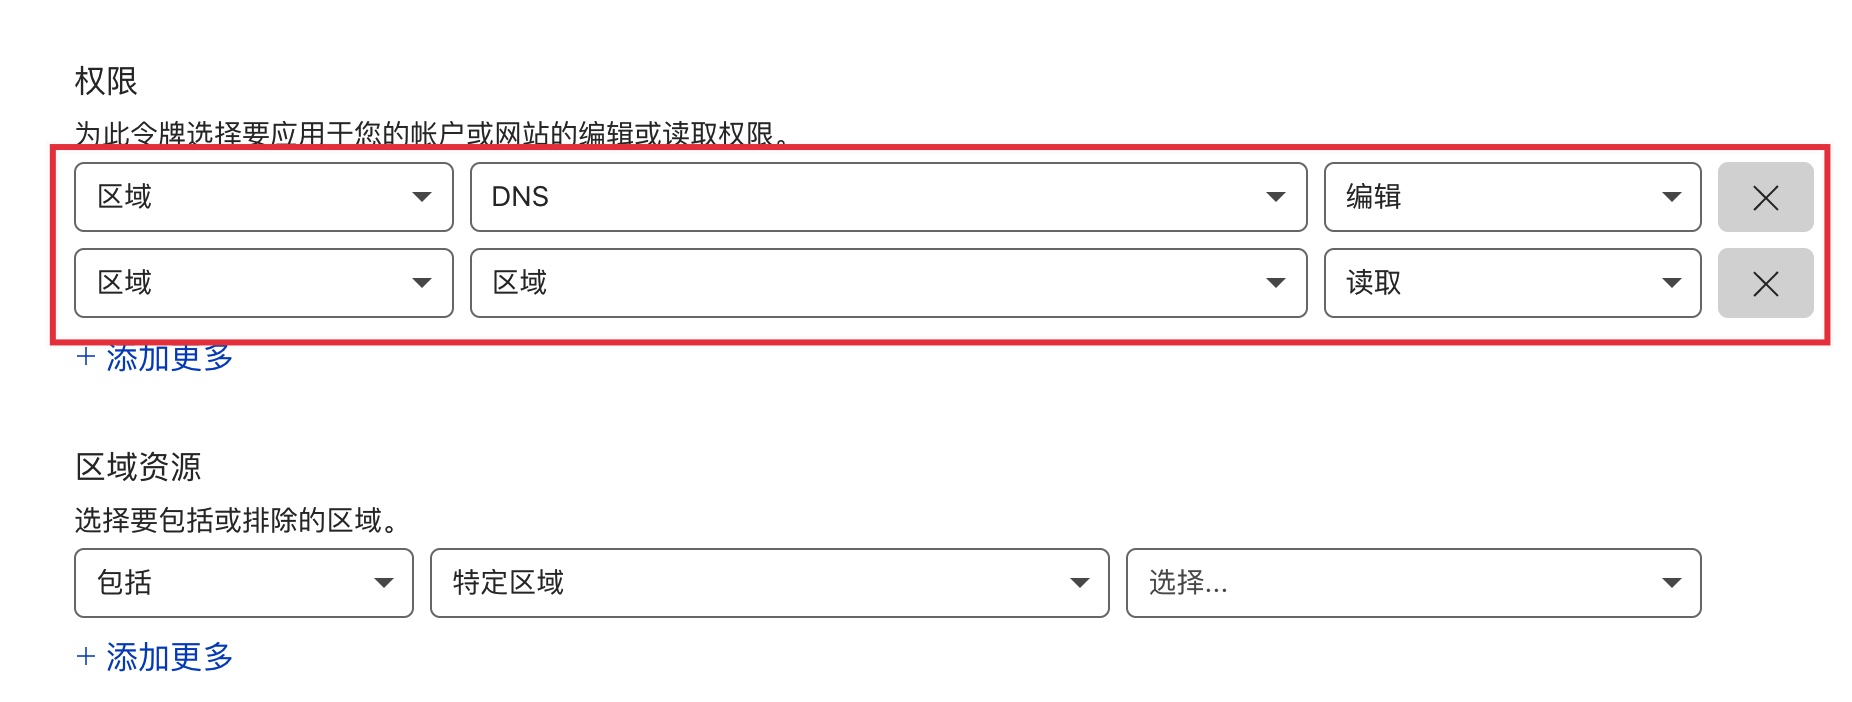 权限
为此令牌选择要应用于您的帐户或网站的编辑或读取权限。
区域 DNS 编辑
区域 区域 读取
+ 添加更多
区域资源
选择要包括或排除的区域。
包括 特定区域 选择...
+ 添加更多